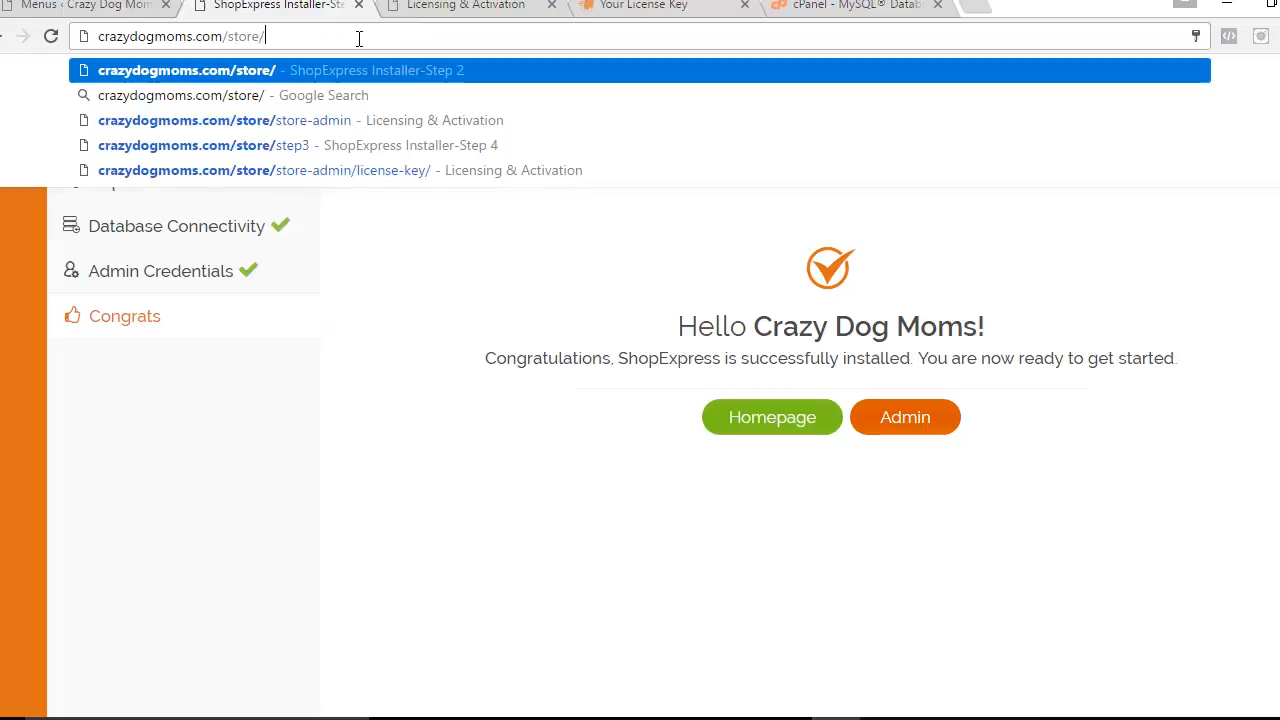 Menus ‹ Crazy Dog Mom
ShopExpress Installer-Ste
Licensing & Activation
Your License Key
cPanel - MySQL® Datab
crazydogmoms.com/store/
crazydogmoms.com/store/ - ShopExpress Installer-Step 2
crazydogmoms.com/store/ - Google Search
crazydogmoms.com/store/store-admin - Licensing & Activation
crazydogmoms.com/store/step3 - ShopExpress Installer-Step 4
crazydogmoms.com/store/store-admin/license-key/ - Licensing & Activation
Database Connectivity
Admin Credentials
Congrats
Hello Crazy Dog Moms!
Congratulations, ShopExpress is successfully installed. You are now ready to get started.
Homepage
Admin